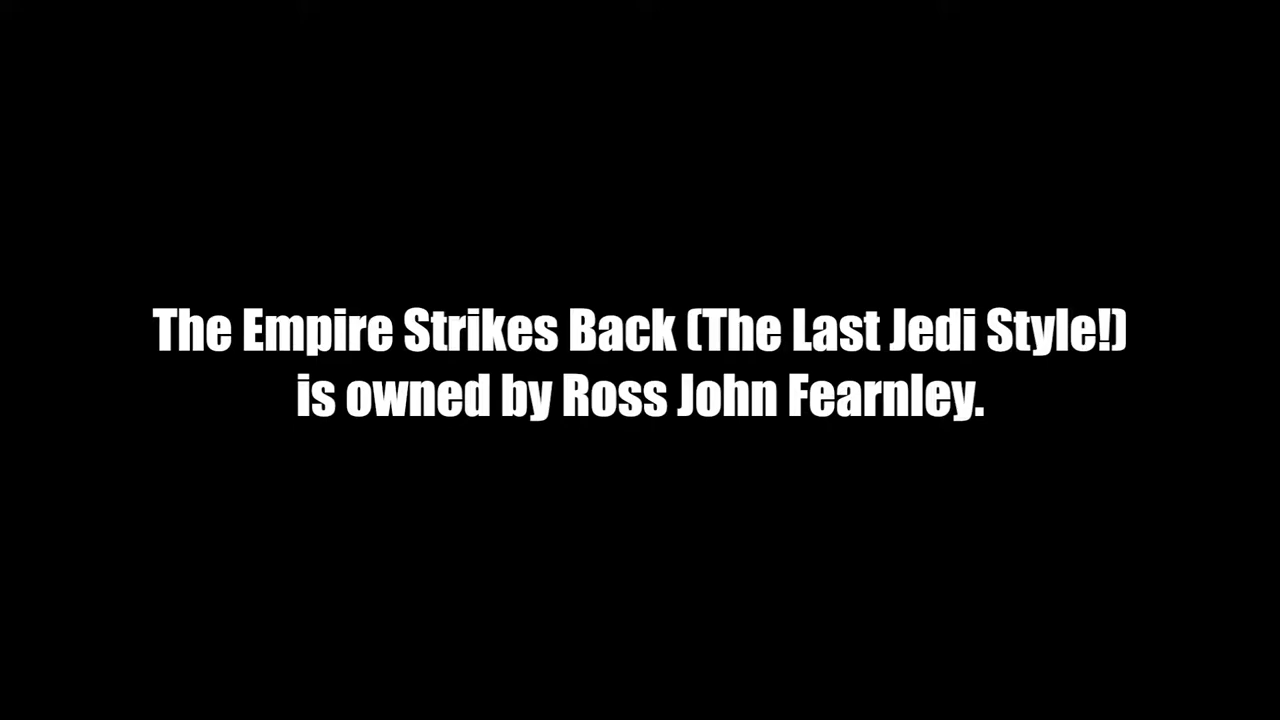 The Empire Strikes Back (The Last Jedi Style!)
is owned by Ross John Fearnley.